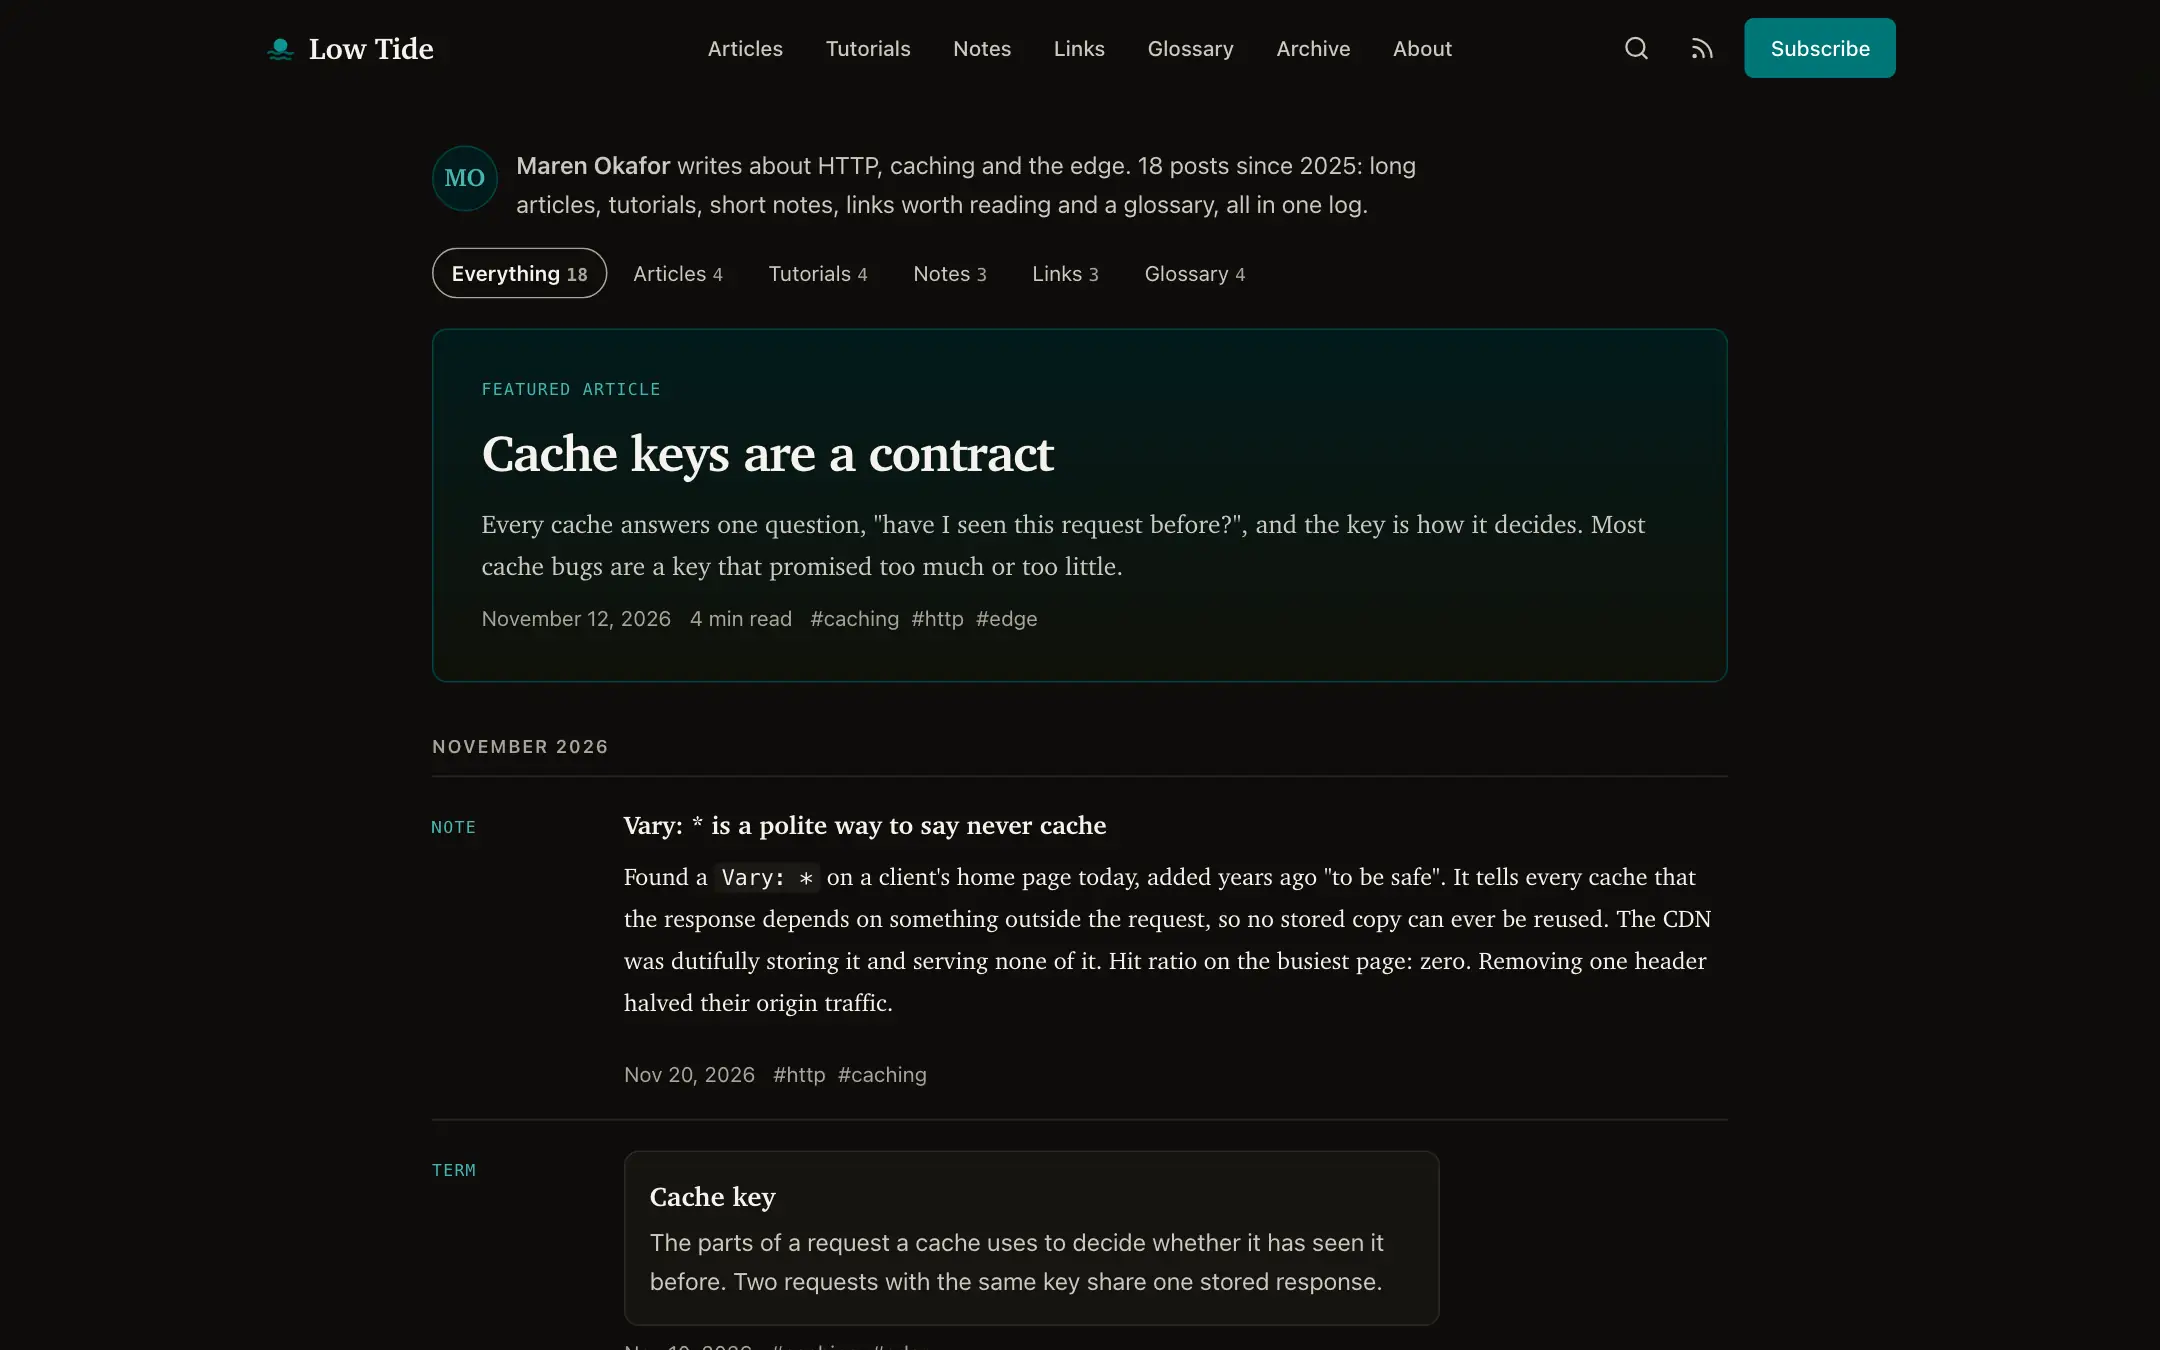 Low Tide
Articles Tutorials Notes Links Glossary Archive About
Subscribe
MO
Maren Okafor writes about HTTP, caching and the edge. 18 posts since 2025: long
articles, tutorials, short notes, links worth reading and a glossary, all in one log.
Everything 18 Articles 4 Tutorials 4 Notes 3 Links 3 Glossary 4
FEATURED ARTICLE
Cache keys are a contract
Every cache answers one question, "have I seen this request before?", and the key is how it decides. Most
cache bugs are a key that promised too much or too little.
November 12, 2026 4 min read #caching #http #edge
NOVEMBER 2026
NOTE
Vary: * is a polite way to say never cache
Found a Vary: * on a client's home page today, added years ago "to be safe". It tells every cache that
the response depends on something outside the request, so no stored copy can ever be reused. The CDN
was dutifully storing it and serving none of it. Hit ratio on the busiest page: zero. Removing one header
halved their origin traffic.
Nov 20, 2026 #http #caching
TERM
Cache key
The parts of a request a cache uses to decide whether it has seen it
before. Two requests with the same key share one stored response.